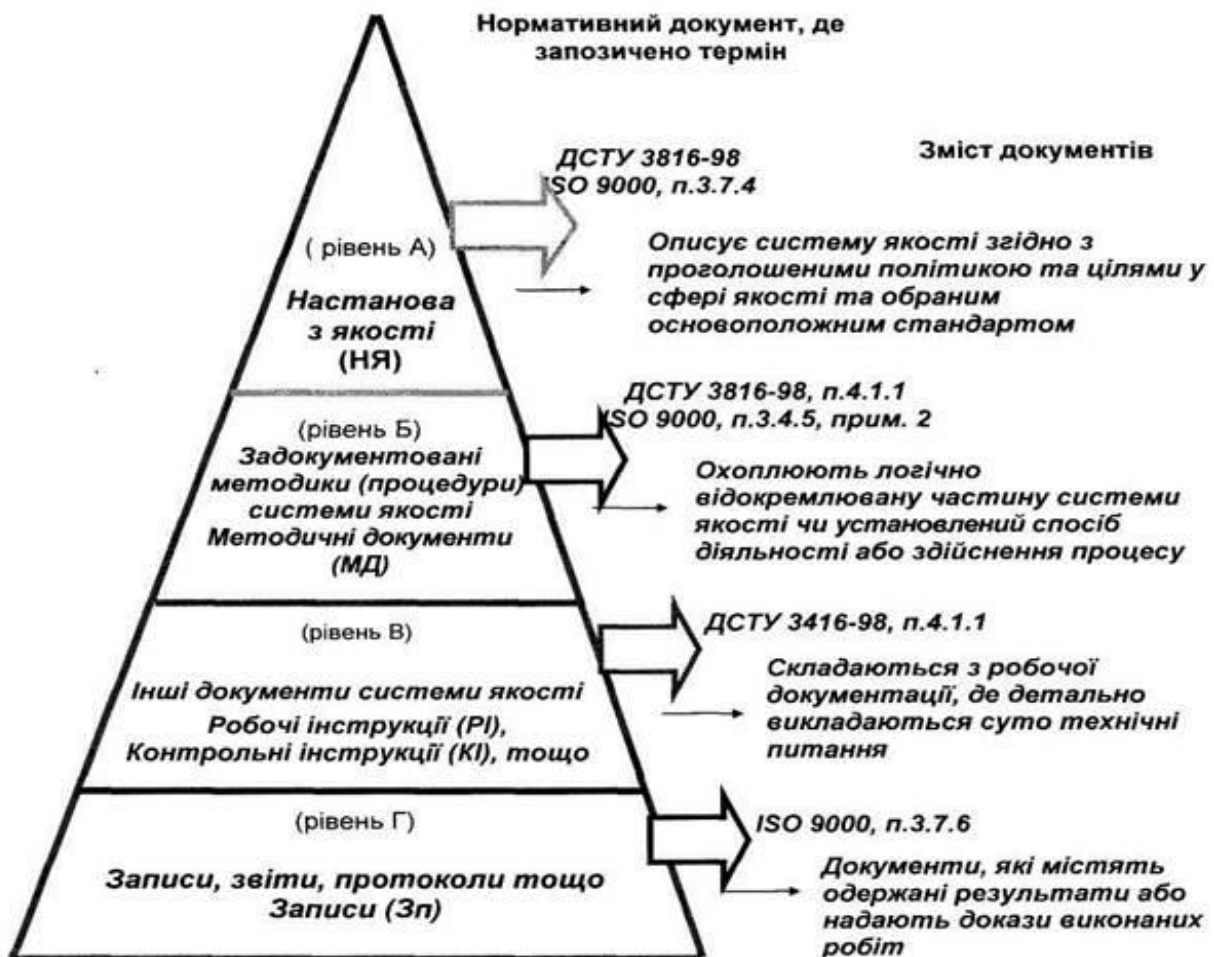 Нормативний документ, де
запозичено термін
Зміст документів
ДСТУ 3816-98
ISO 9000, п.3.7.4
( рівень А)
Настанова
з якості
(НЯ)
Описує систему якості згідно з
проголошеними політикою та цілями у
сфері якості та обраним
основоположним стандартом
ДСТУ 3816-98, п.4.1.1
ISO 9000, п.3.4.5, прим. 2
(рівень Б)
Задокументовані
методики (процедури)
системи якості
Методичні документи
(МД)
Охоплюють логічно
відокремлювану частину системи
якості чи установлений спосіб
діяльності або здійснення процесу
ДСТУ 3416-98, п.4.1.1
(рівень В)
Інші документи системи якості
Робочі інструкції (РІ),
Контрольні інструкції (КІ), тощо
Складаються з робочої
документації, де детально
викладаються суто технічні
питання
ISO 9000, п.3.7.6
(рівень Г)
Записи, звіти, протоколи тощо
Записи (Зп)
Документи, які містять
одержані результати або
надають докази виконаних
робіт